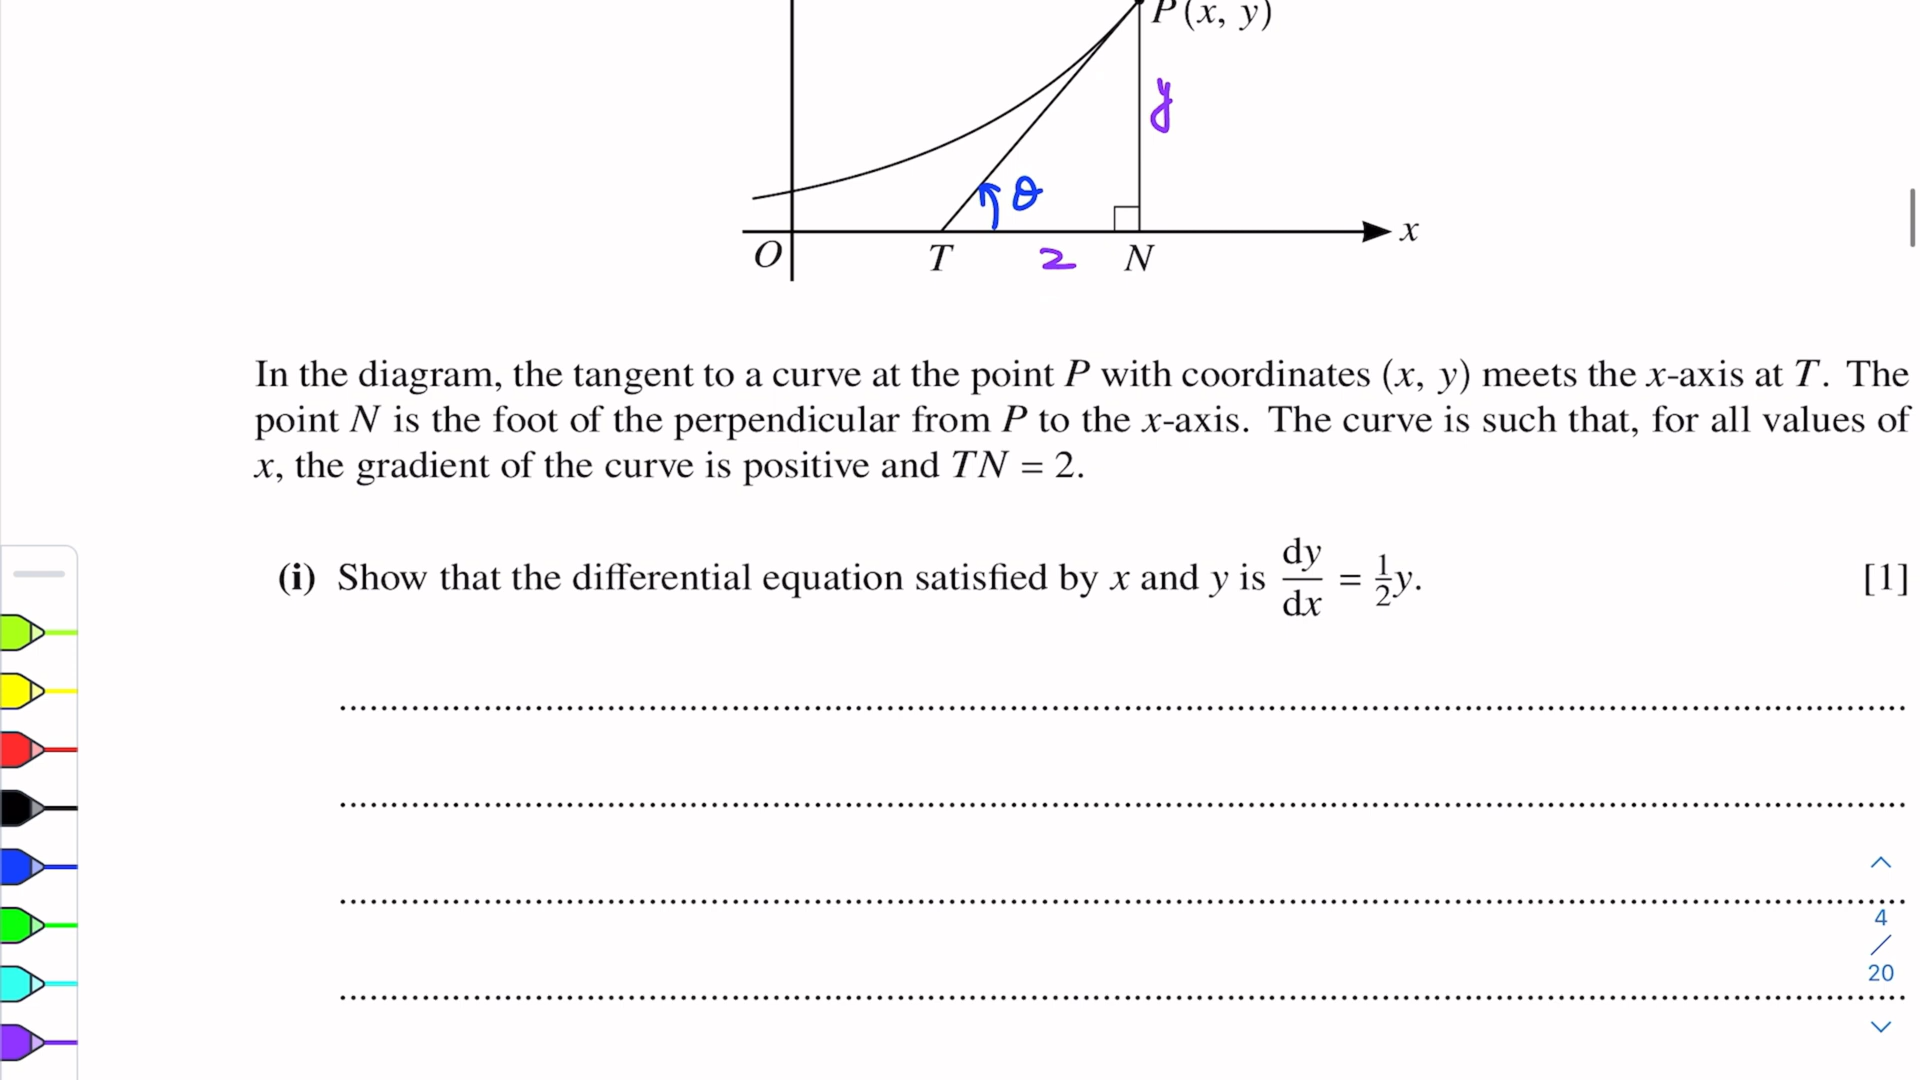 P(x, y)
y
θ
x
O
T
2
N
In the diagram, the tangent to a curve at the point P with coordinates (x, y) meets the x-axis at T. The
point N is the foot of the perpendicular from P to the x-axis. The curve is such that, for all values of
x, the gradient of the curve is positive and TN = 2.
(i) Show that the differential equation satisfied by x and y is dy/dx = 1/2 y. [1]
4
/
20